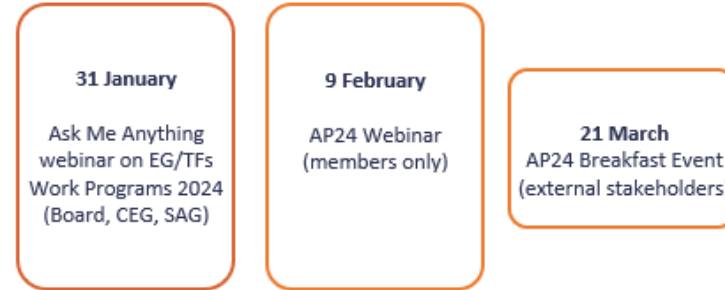 31 January
Ask Me Anything
webinar on EG/TFs
Work Programs 2024
(Board, CEG, SAG)
9 February
AP24 Webinar
(members only)
21 March
AP24 Breakfast Event
(external stakeholders